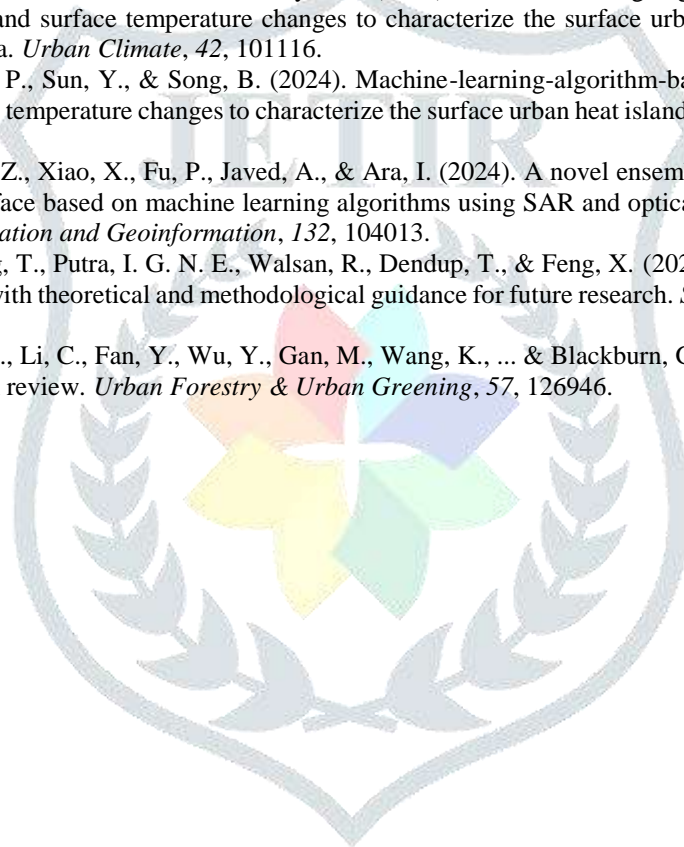 and surface temperature changes to characterize the surface urb
a. Urban Climate, 42, 101116.
P., Sun, Y., & Song, B. (2024). Machine-learning-algorithm-ba
temperature changes to characterize the surface urban heat island
JETIR
Z., Xiao, X., Fu, P., Javed, A., & Ara, I. (2024). A novel ensem
face based on machine learning algorithms using SAR and optica
ation and Geoinformation, 132, 104013.
g, T., Putra, I. G. N. E., Walsan, R., Dendup, T., & Feng, X. (202
with theoretical and methodological guidance for future research. S
., Li, C., Fan, Y., Wu, Y., Gan, M., Wang, K., ... & Blackburn, G
review. Urban Forestry & Urban Greening, 57, 126946.